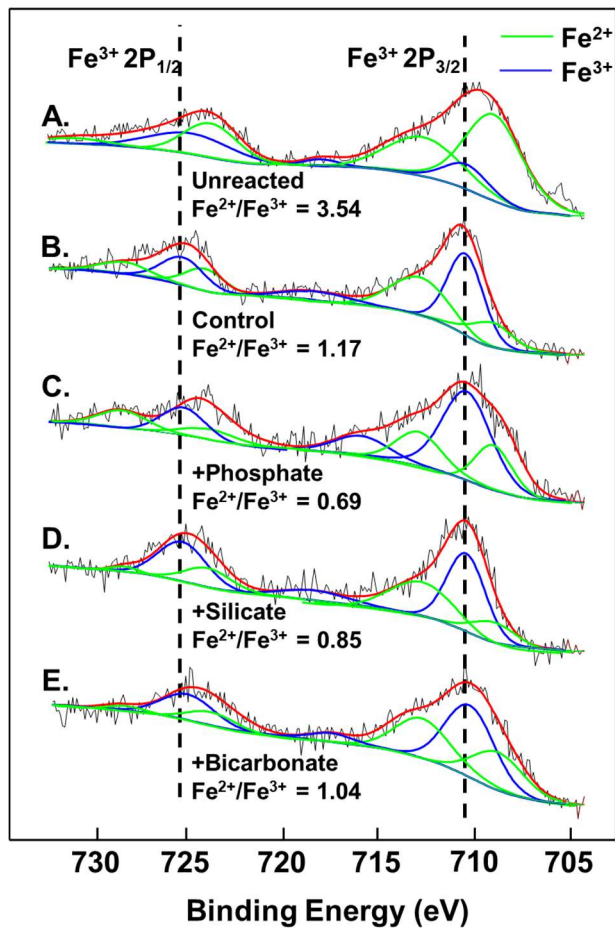 Fe³⁺ 2P₁/₂
Fe³⁺ 2P₃/₂
Fe²⁺
Fe³⁺
A.
Unreacted
Fe²⁺/Fe³⁺ = 3.54
B.
Control
Fe²⁺/Fe³⁺ = 1.17
C.
+Phosphate
Fe²⁺/Fe³⁺ = 0.69
D.
+Silicate
Fe²⁺/Fe³⁺ = 0.85
E.
+Bicarbonate
Fe²⁺/Fe³⁺ = 1.04
730 725 720 715 710 705
Binding Energy (eV)